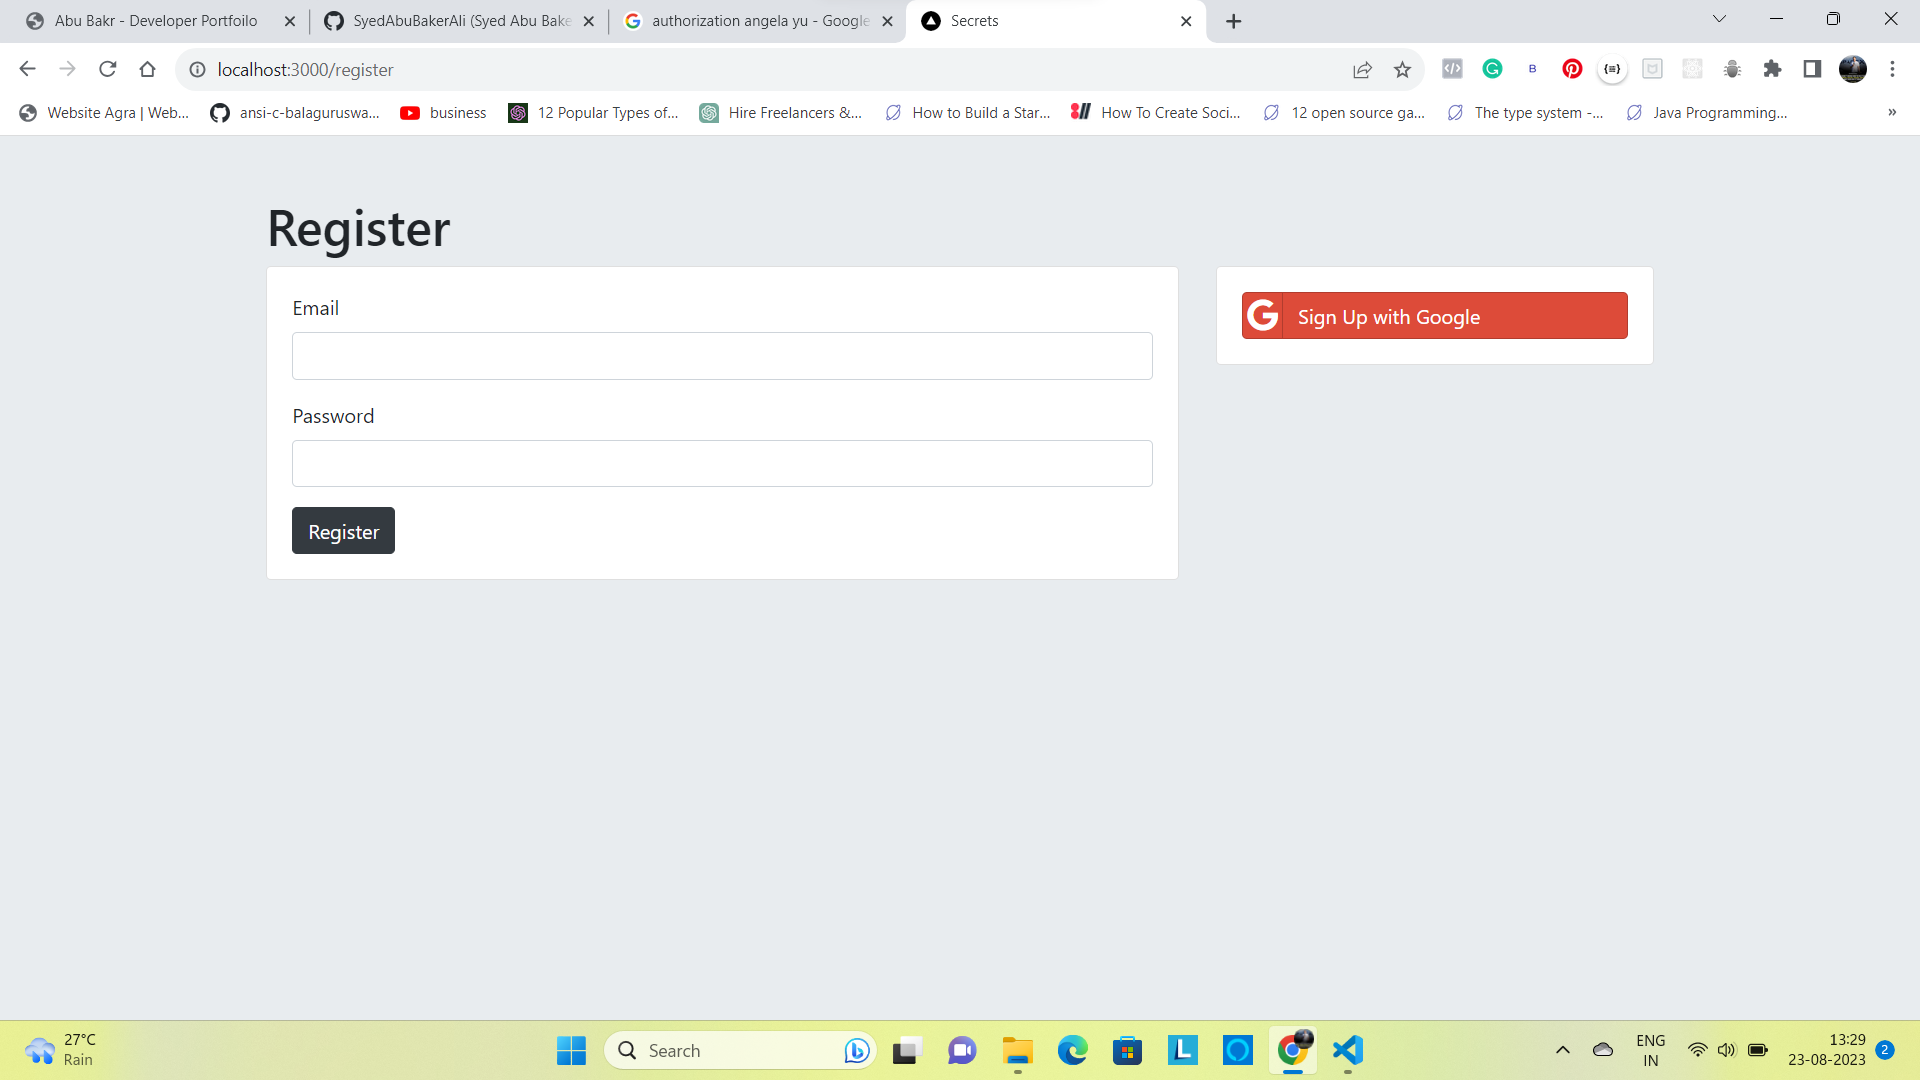 Abu Bakr - Developer Portfoilo
SyedAbuBakerAli (Syed Abu Bake
authorization angela yu - Google
Secrets
localhost:3000/register
Website Agra | Web...
ansi-c-balaguruswa...
business
12 Popular Types of...
Hire Freelancers &...
How to Build a Star...
How To Create Soci...
12 open source ga...
The type system -...
Java Programming...
»
Register
Email
Password
Register
Sign Up with Google
27°C
Rain
Search
ENG
IN
13:29
23-08-2023
2